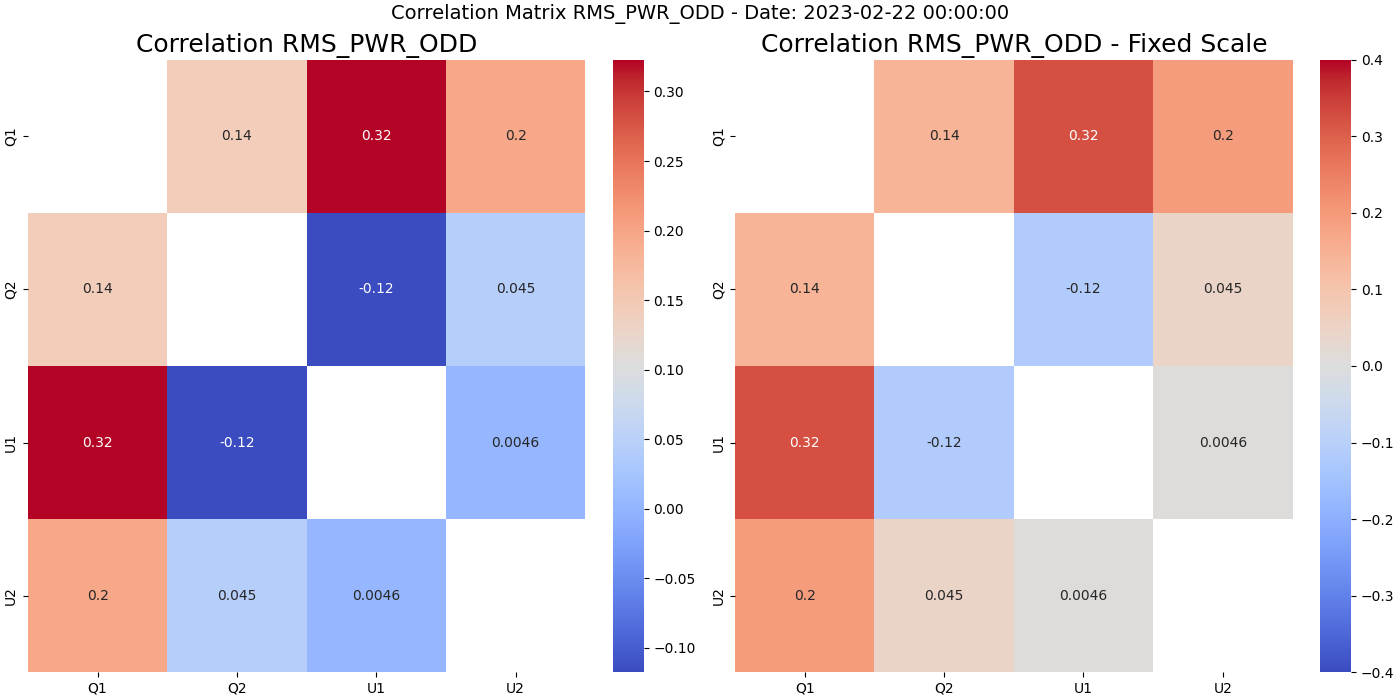 Correlation Matrix RMS_PWR_ODD - Date: 2023-02-22 00:00:00
Correlation RMS_PWR_ODD
Q1
0.14
0.32
0.2
Q2
0.14
-0.12
0.045
U1
0.32
-0.12
0.0046
U2
0.2
0.045
0.0046
Q1
Q2
U1
U2
0.30
0.25
0.20
0.15
0.10
0.05
0.00
−0.05
−0.10
Correlation RMS_PWR_ODD - Fixed Scale
Q1
0.14
0.32
0.2
Q2
0.14
-0.12
0.045
U1
0.32
-0.12
0.0046
U2
0.2
0.045
0.0046
Q1
Q2
U1
U2
0.4
0.3
0.2
0.1
0.0
−0.1
−0.2
−0.3
−0.4